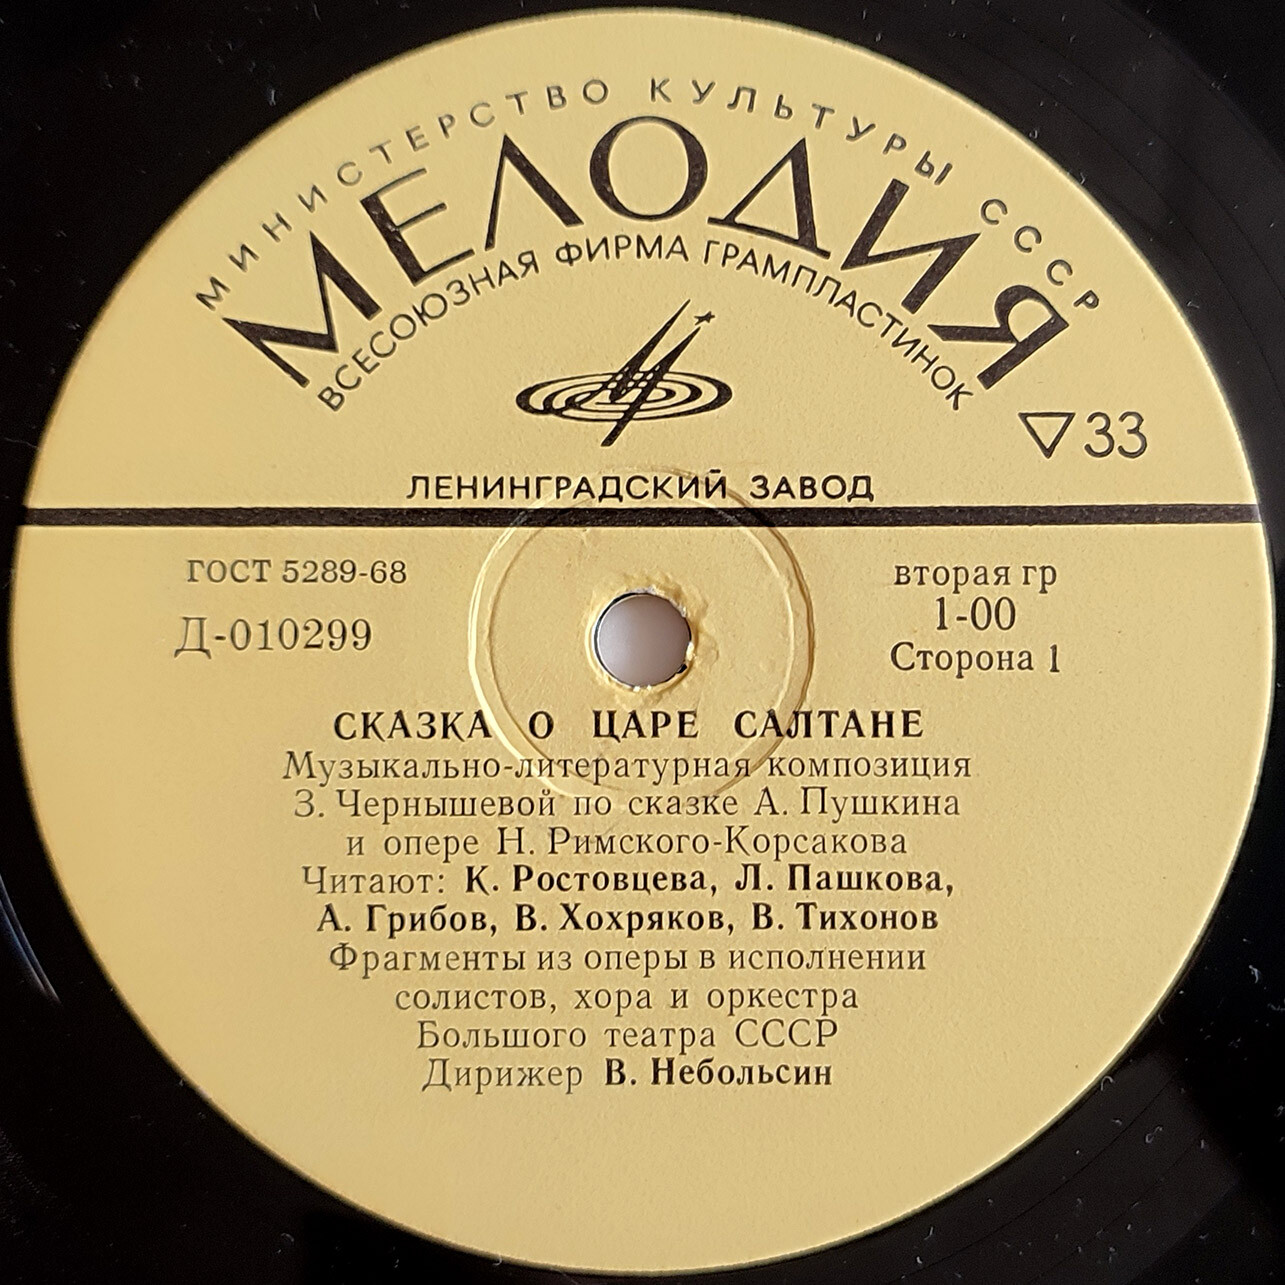 МИНИСТЕРСТВО КУЛЬТУРЫ СССР
МЕЛОДИЯ
ВСЕСОЮЗНАЯ ФИРМА ГРАМПЛАСТИНОК
▽33
ЛЕНИНГРАДСКИЙ ЗАВОД
ГОСТ 5289-68
вторая гр
Д-010299
1-00
Сторона 1
СКАЗКА О ЦАРЕ САЛТАНЕ
Музыкально-литературная композиция
З. Чернышевой по сказке А. Пушкина
и опере Н. Римского-Корсакова
Читают: К. Ростовцева, Л. Пашкова,
А. Грибов, В. Хохряков, В. Тихонов
Фрагменты из оперы в исполнении
солистов, хора и оркестра
Большого театра СССР
Дирижер В. Небольсин